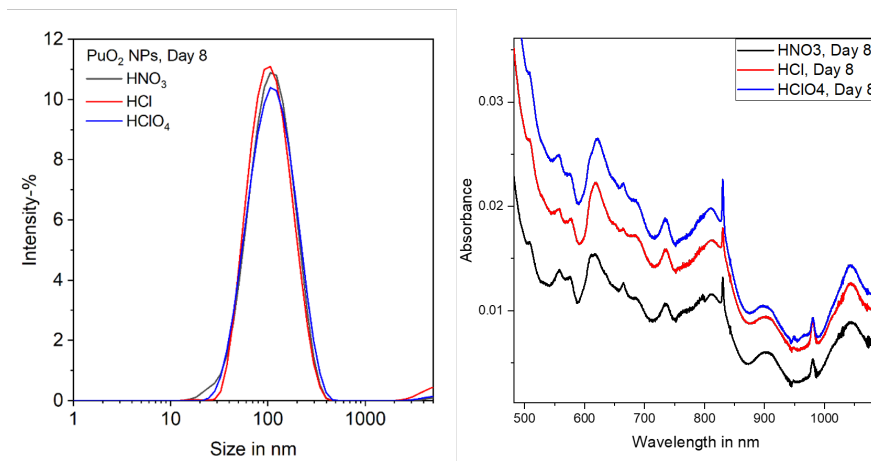 PuO₂ NPs, Day 8
HNO₃
HCl
HClO₄
12
10
8
6
4
2
0
Intensity-%
1
10
100
1000
Size in nm
HNO3, Day 8
HCl, Day 8
HClO4, Day 8
0.03
0.02
0.01
Absorbance
500
600
700
800
900
1000
Wavelength in nm